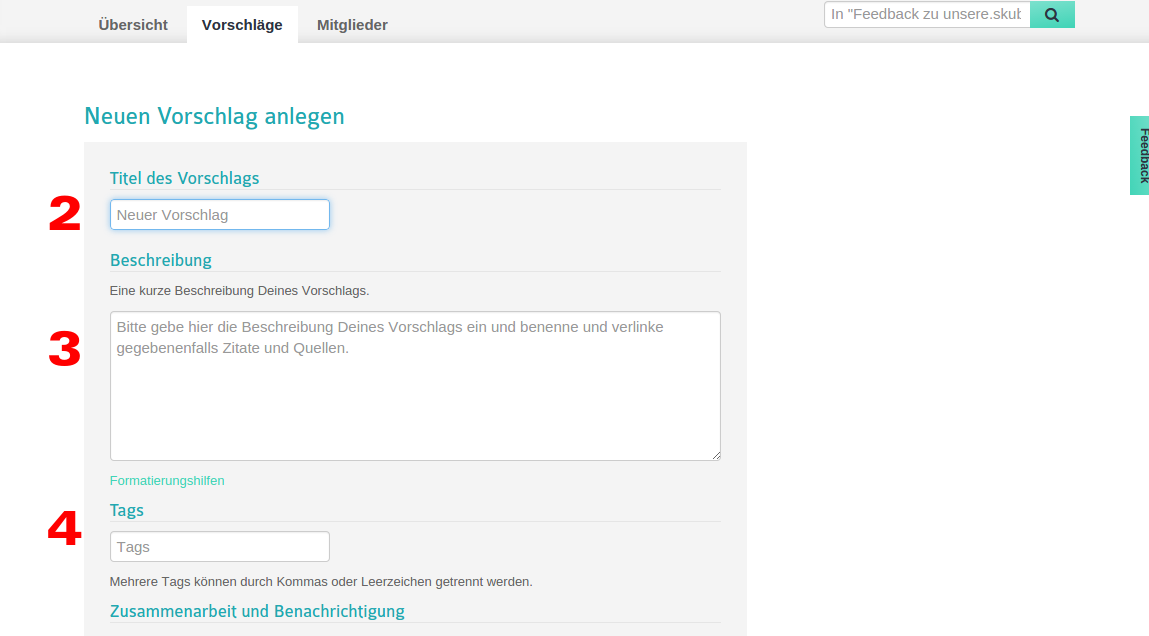 Übersicht Vorschläge Mitglieder In "Feedback zu unsere.skub
Feedback
Neuen Vorschlag anlegen
Titel des Vorschlags
2 Neuer Vorschlag
Beschreibung
Eine kurze Beschreibung Deines Vorschlags.
3 Bitte gebe hier die Beschreibung Deines Vorschlags ein und benenne und verlinke
gegebenenfalls Zitate und Quellen.
Formatierungshilfen
4 Tags
Tags
Mehrere Tags können durch Kommas oder Leerzeichen getrennt werden.
Zusammenarbeit und Benachrichtigung